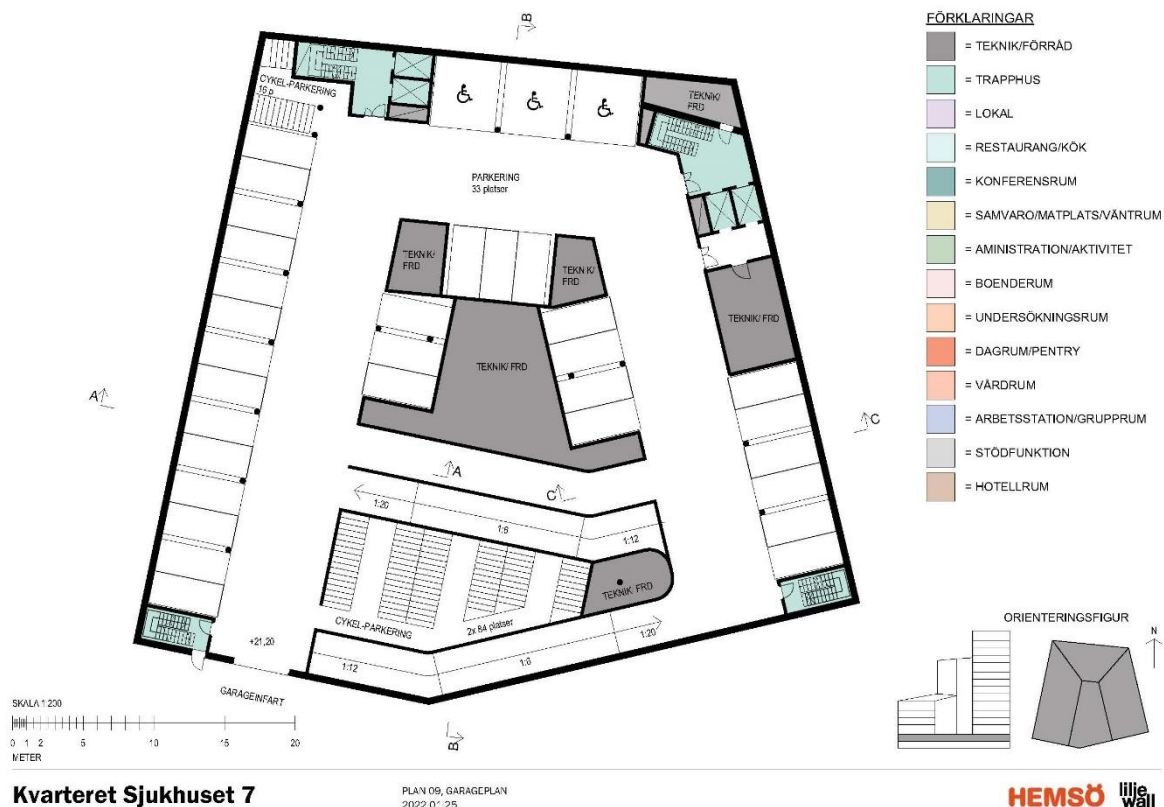 B
FÖRKLARINGAR
= TEKNIK/FÖRRÅD
= TRAPPHUS
= LOKAL
= RESTAURANG/KÖK
= KONFERENSRUM
= SAMVARO/MATPLATS/VÄNTRUM
= AMINISTRATION/AKTIVITET
= BOENDERUM
= UNDERSÖKNINGSRUM
= DAGRUM/PENTRY
= VÅRDRUM
= ARBETSSTATION/GRUPPRUM
= STÖDFUNKTION
= HOTELLRUM
CYKEL-PARKERING
16 p
TEKNIK/
FRD
PARKERING
33 platser
TEKNIK/
FRD
TEKNIK/
FRD
TEKNIK/ FRD
TEKNIK/ FRD
A
C
A
C
1:20
1:6
1:12
TEKNIK/ FRD
CYKEL-PARKERING
2x 84 platser
1:12
1:6
1:20
+21,20
GARAGEINFART
B
ORIENTERINGSFIGUR
N
SKALA 1:200
0 1 2 5 10 15 20
METER
Kvarteret Sjukhuset 7
PLAN 09, GARAGEPLAN
2022.01.25
HEMSÖ
lilje
wall